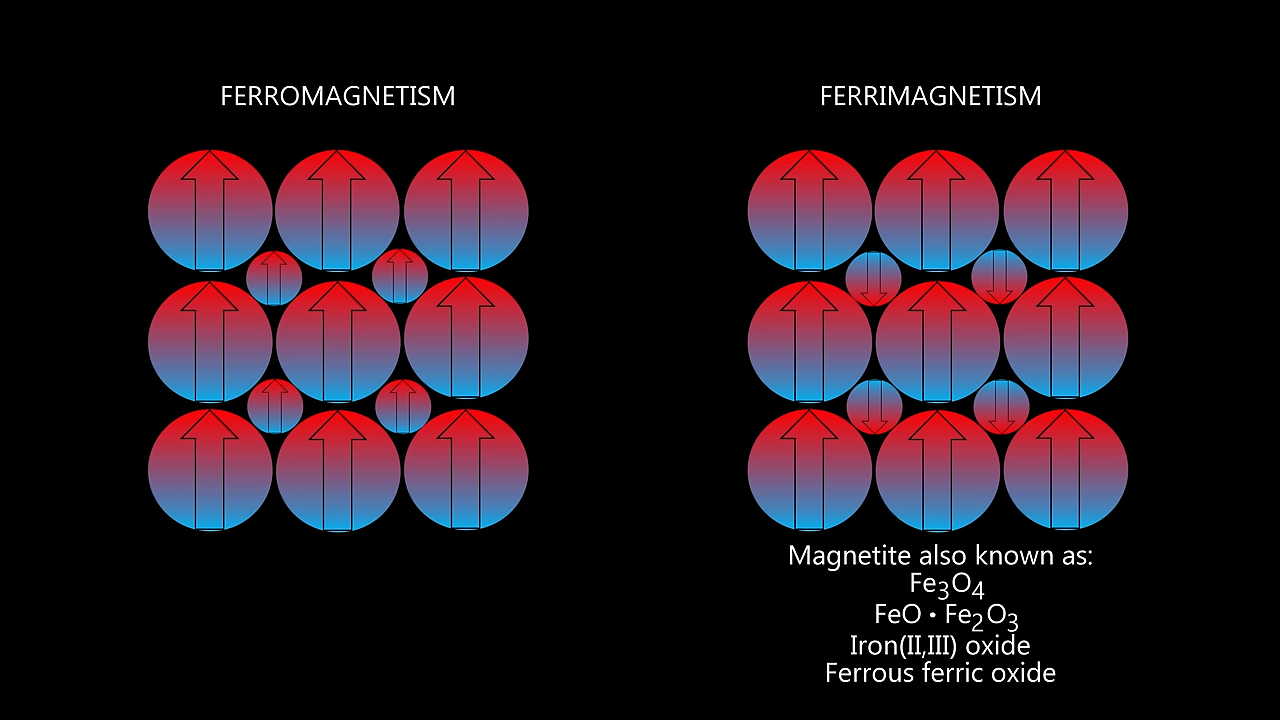 FERROMAGNETISM
FERRIMAGNETISM
Magnetite also known as:
Fe₃O₄
FeO • Fe₂O₃
Iron(II,III) oxide
Ferrous ferric oxide